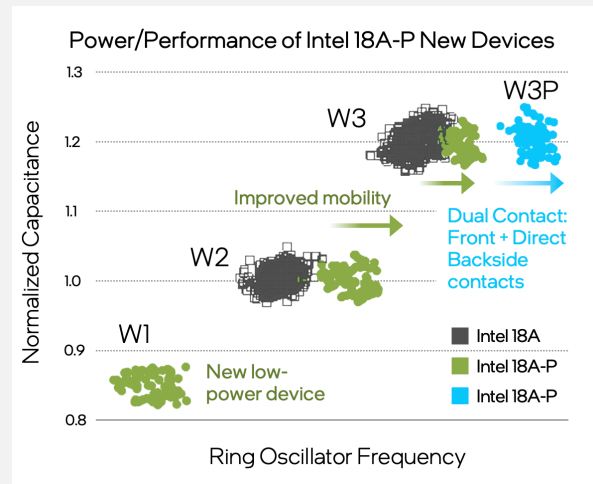 Power/Performance of Intel 18A-P New Devices
Normalized Capacitance
1.3
1.2
1.1
1.0
0.9
0.8
W3P
W3
Improved mobility
Dual Contact:
Front + Direct
Backside
contacts
W2
W1
New low-
power device
Intel 18A
Intel 18A-P
Intel 18A-P
Ring Oscillator Frequency